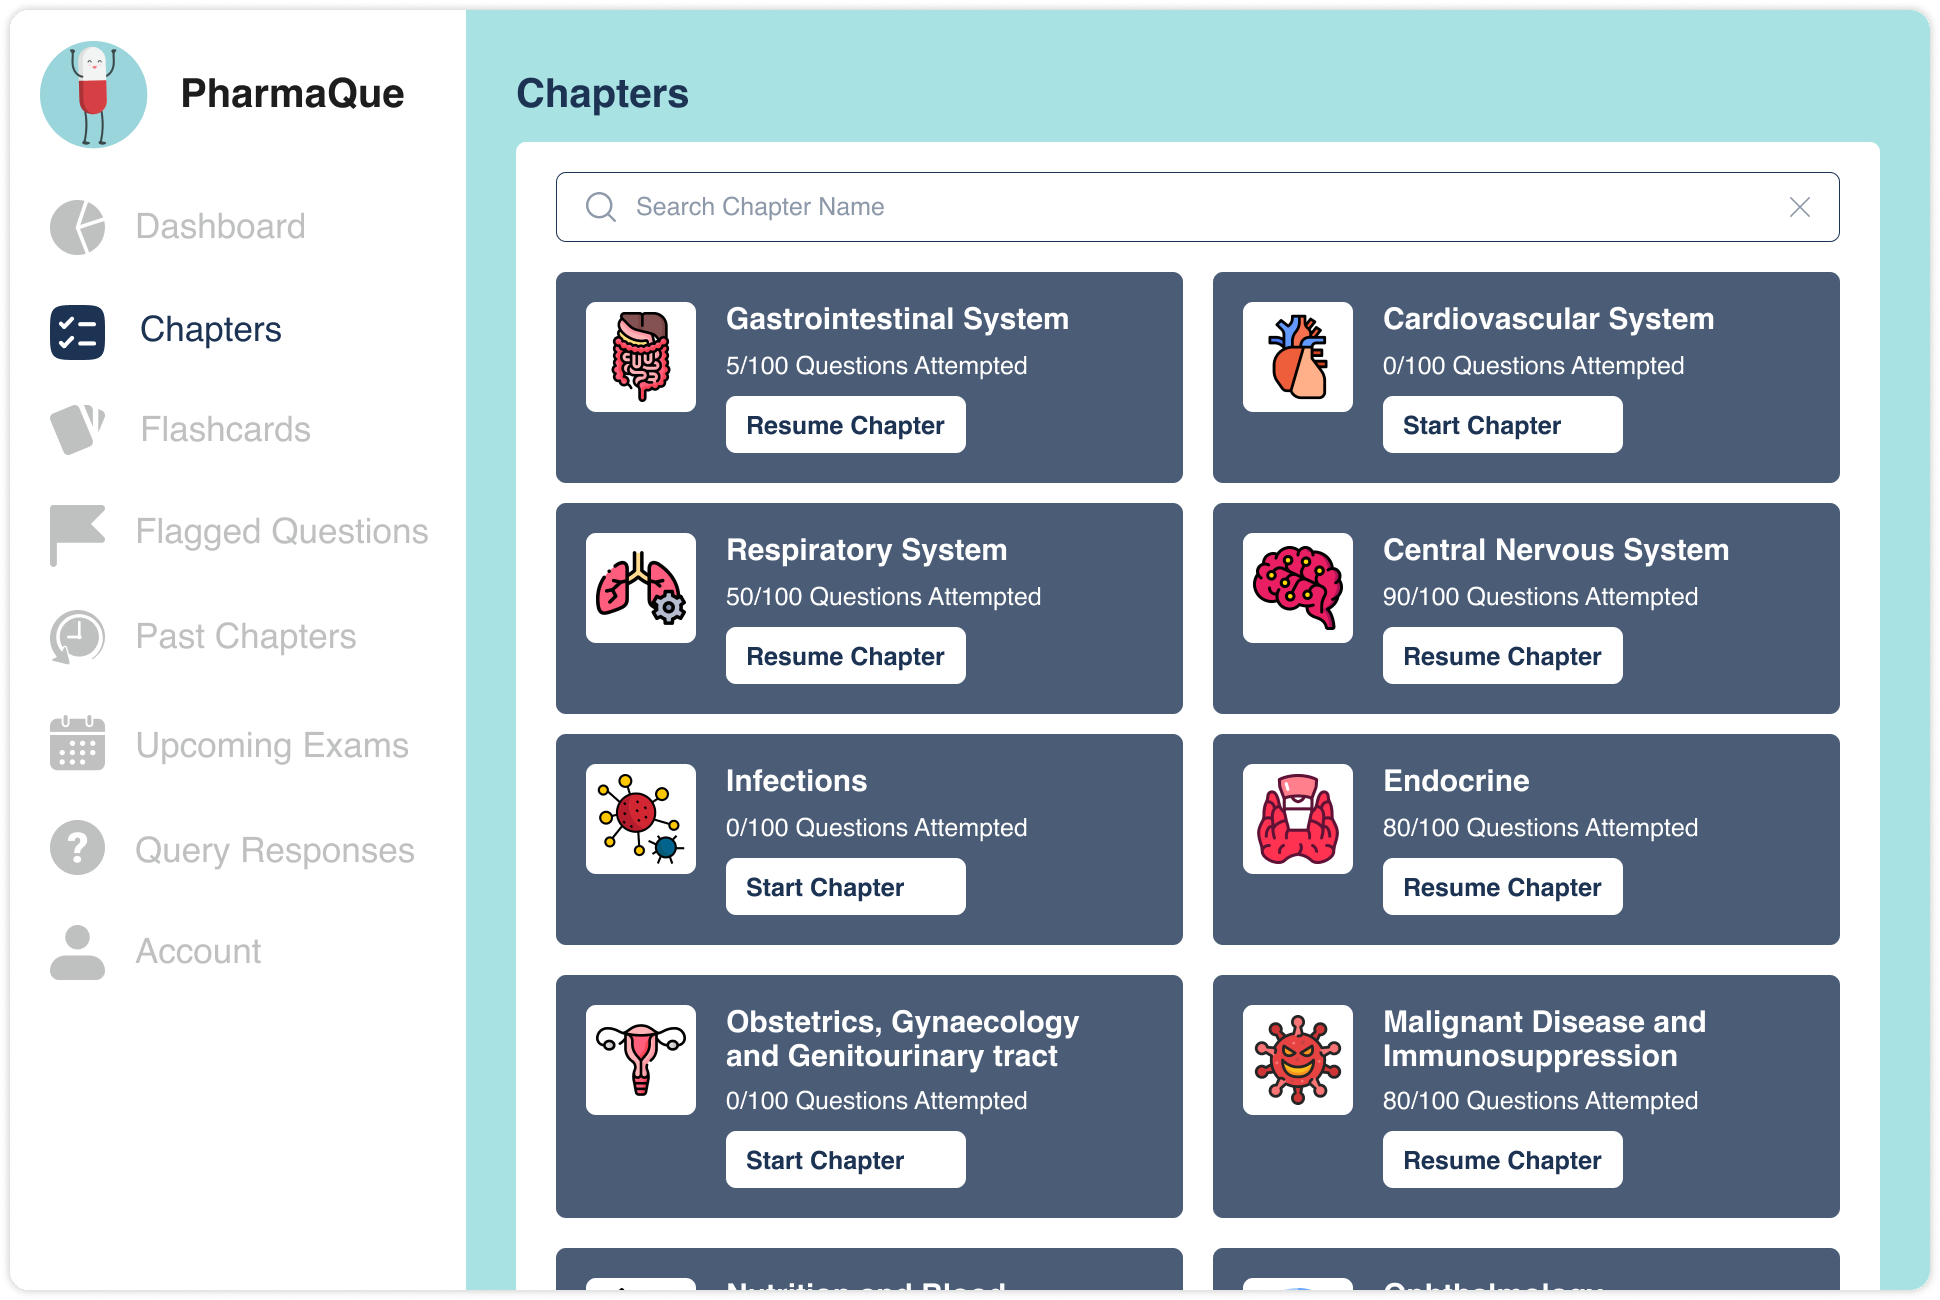 PharmaQue
Dashboard
Chapters
Flashcards
Flagged Questions
Past Chapters
Upcoming Exams
Query Responses
Account
Chapters
Search Chapter Name
Gastrointestinal System
5/100 Questions Attempted
Resume Chapter
Cardiovascular System
0/100 Questions Attempted
Start Chapter
Respiratory System
50/100 Questions Attempted
Resume Chapter
Central Nervous System
90/100 Questions Attempted
Resume Chapter
Infections
0/100 Questions Attempted
Start Chapter
Endocrine
80/100 Questions Attempted
Resume Chapter
Obstetrics, Gynaecology
and Genitourinary tract
0/100 Questions Attempted
Start Chapter
Malignant Disease and
Immunosuppression
80/100 Questions Attempted
Resume Chapter
Nutrition and Blood
Ophthalmology